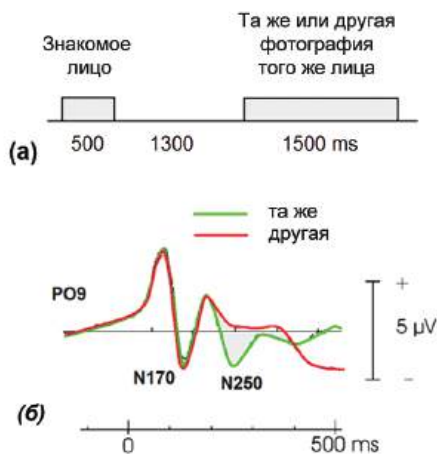 Знакомое
лицо
Та же или другая
фотография
того же лица
(а)
500
1300
1500 ms
та же
другая
PO9
+
5 µV
−
N170
N250
(б)
0
500 ms